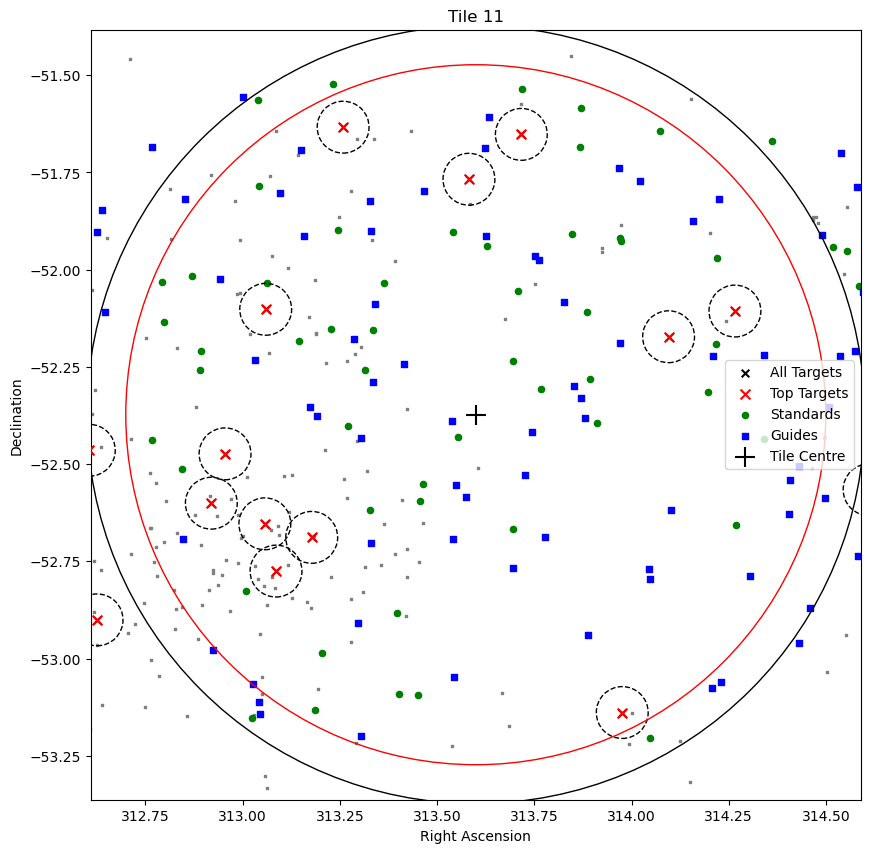 Tile 11
−51.50
−51.75
−52.00
−52.25
−52.50
−52.75
−53.00
−53.25
Declination
All Targets
Top Targets
Standards
Guides
Tile Centre
312.75 313.00 313.25 313.50 313.75 314.00 314.25 314.50
Right Ascension